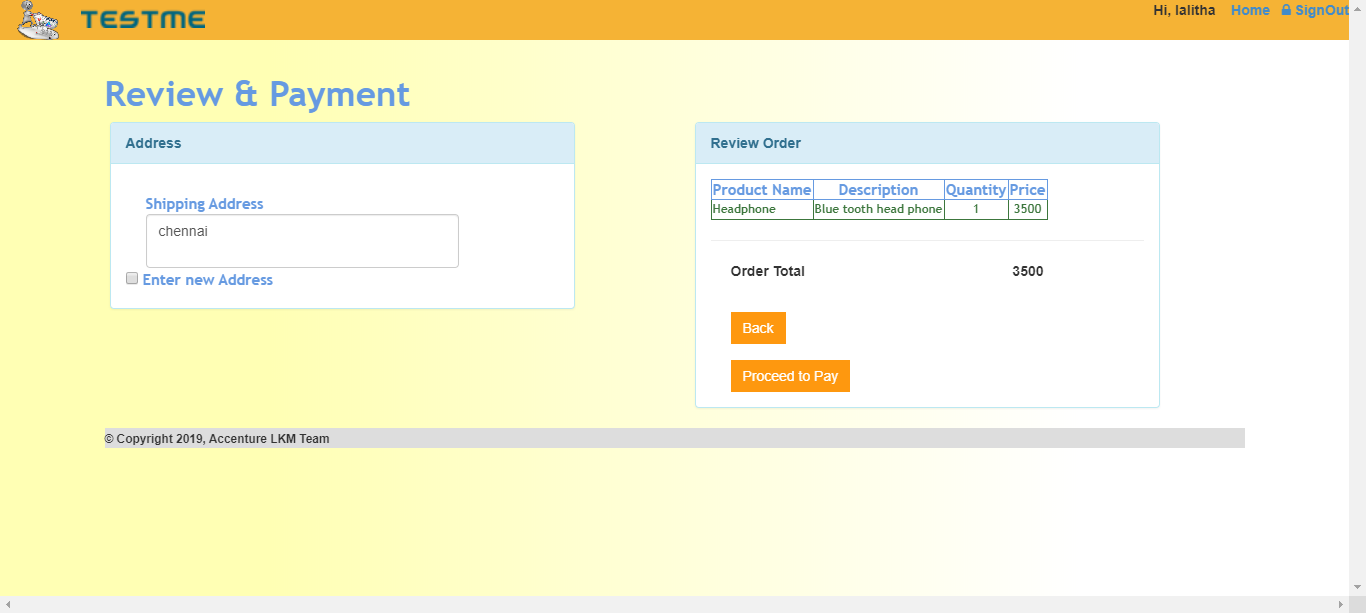 TESTME
Hi, lalitha Home SignOut
Review & Payment
Address
Shipping Address
chennai
Enter new Address
Review Order
Product Name Description Quantity Price
Headphone Blue tooth head phone 1 3500
Order Total 3500
Back
Proceed to Pay
© Copyright 2019, Accenture LKM Team